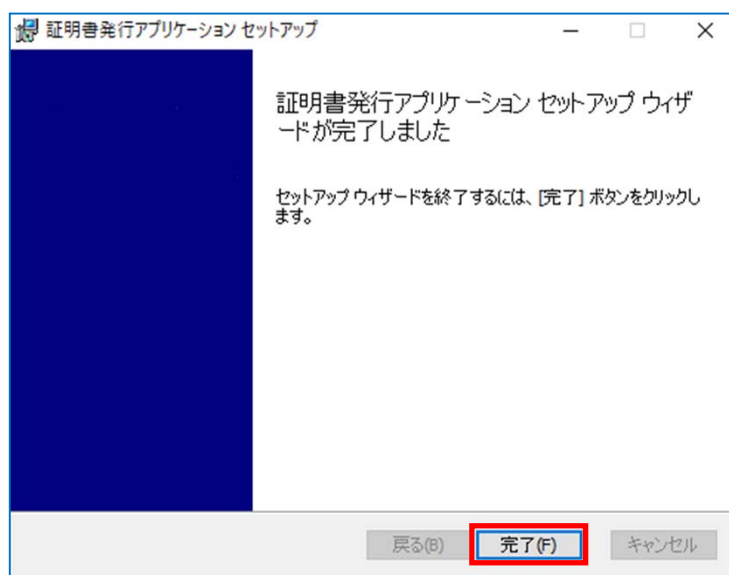 証明書発行アプリケーション セットアップ
証明書発行アプリケーション セットアップ ウィザ
ードが完了しました
セットアップ ウィザードを終了するには、[完了] ボタンをクリックし
ます。
戻る(B) 完了(F) キャンセル